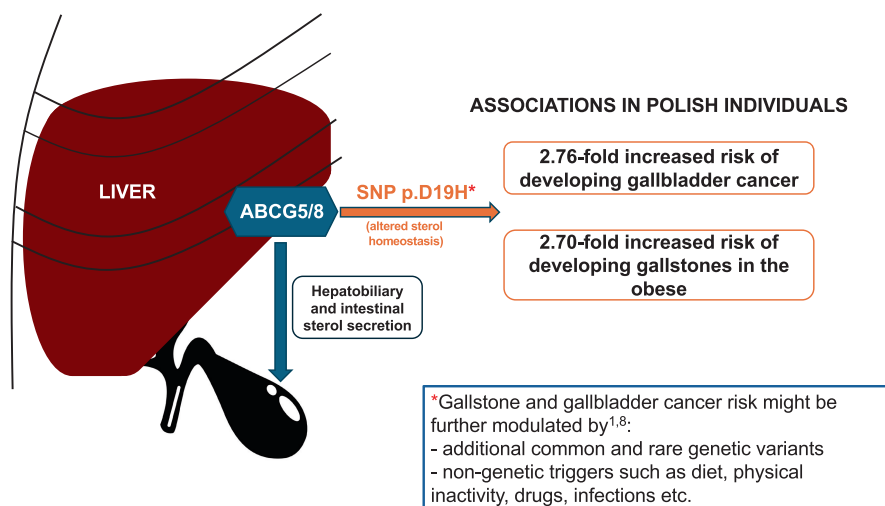 ASSOCIATIONS IN POLISH INDIVIDUALS
2.76-fold increased risk of
developing gallbladder cancer
LIVER
SNP p.D19H*
ABCG5/8
(altered sterol
homeostasis)
2.70-fold increased risk of
developing gallstones in the
obese
Hepatobiliary
and intestinal
sterol secretion
*Gallstone and gallbladder cancer risk might be
further modulated by1,8:
- additional common and rare genetic variants
- non-genetic triggers such as diet, physical
inactivity, drugs, infections etc.